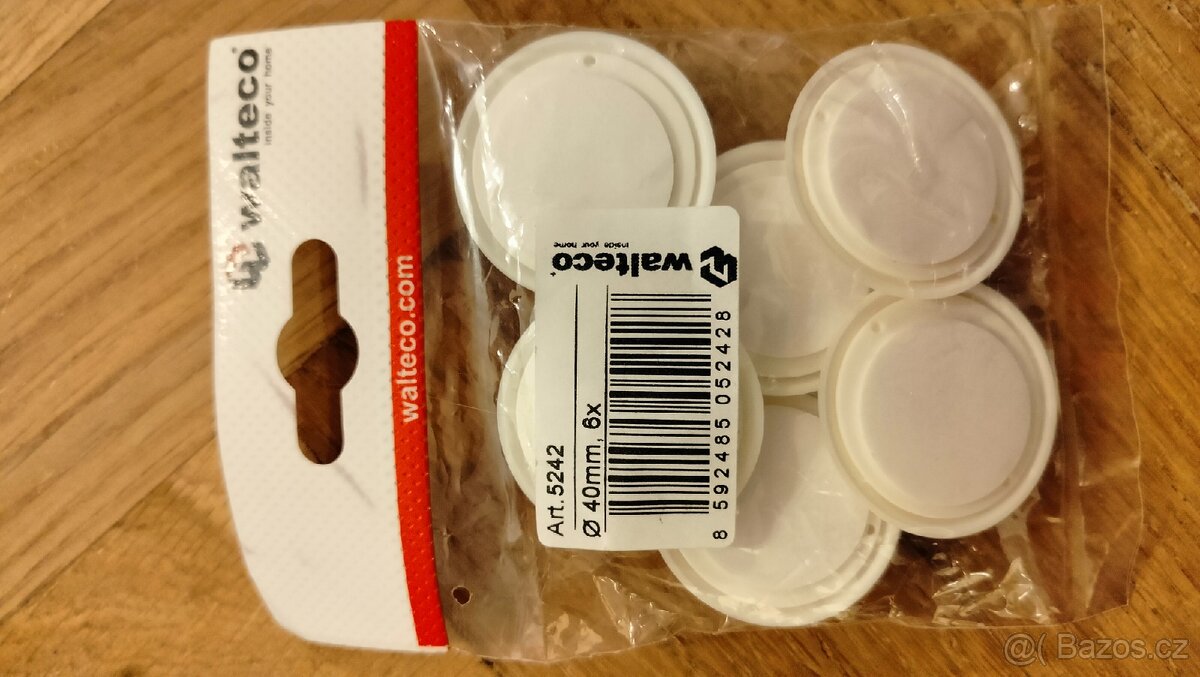 walteco
inside your home
walteco.com
walteco
inside your home
Art. 5242
Ø 40mm, 6x
8 592485 052428
@( Bazos.cz